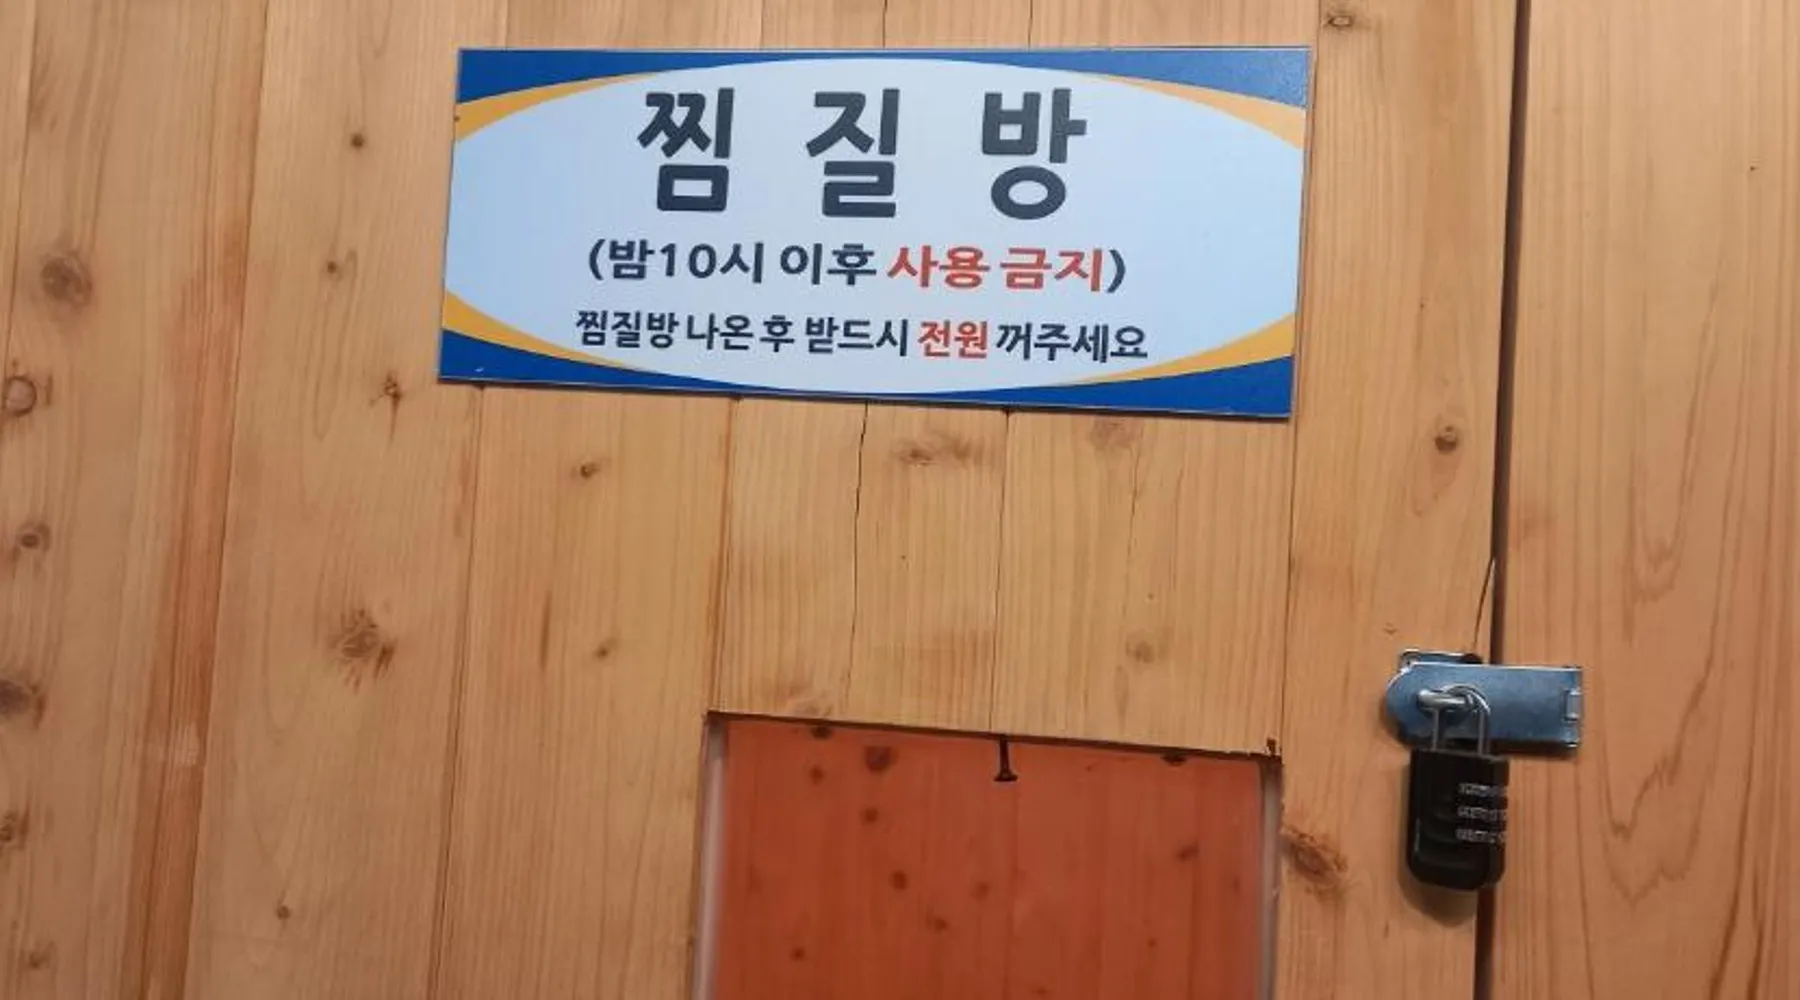 찜 질 방
(밤10시 이후 사용 금지)
찜질방 나온 후 받드시 전원 꺼주세요